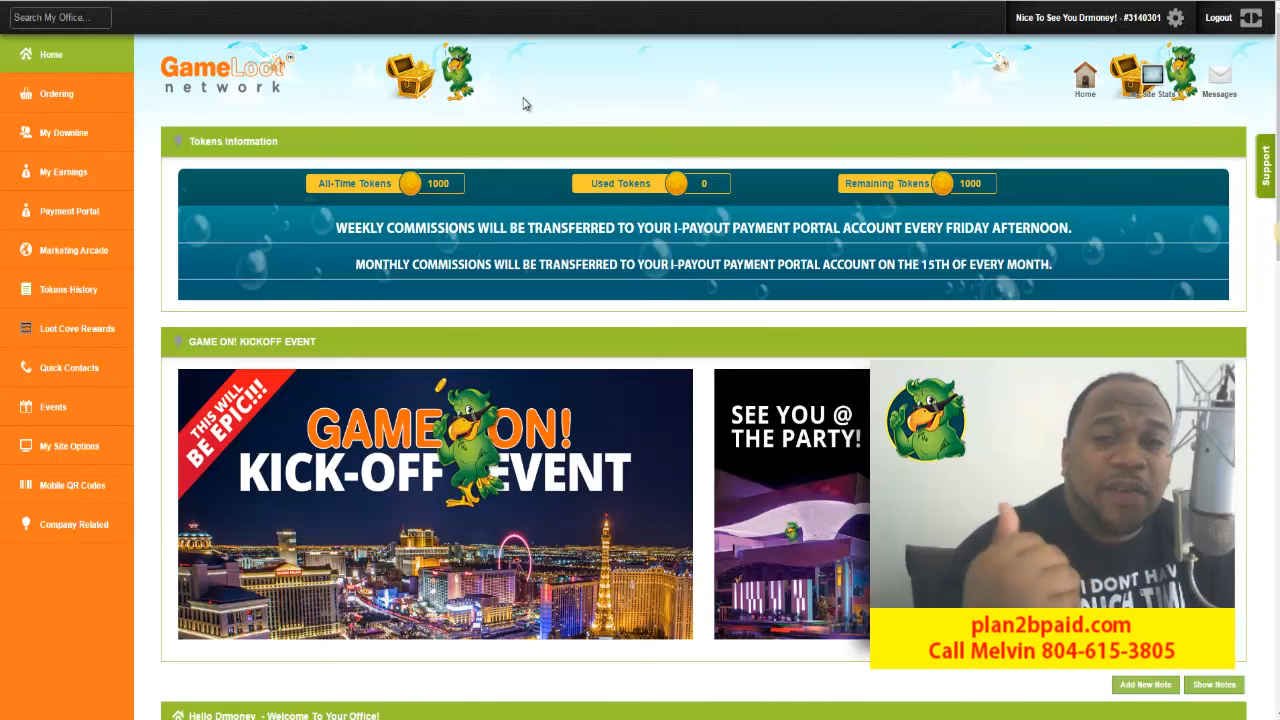 Search My Office...
Nice To See You Drmoney! - #3140301
Logout
Home
Ordering
My Downline
My Earnings
Payment Portal
Marketing Arcade
Tokens History
Loot Cove Rewards
Quick Contacts
Events
My Site Options
Mobile QR Codes
Company Related
GameLoot™
network
Home
Site Stats
Messages
Support
Tokens Information
All-Time Tokens 1000
Used Tokens 0
Remaining Tokens 1000
WEEKLY COMMISSIONS WILL BE TRANSFERRED TO YOUR I-PAYOUT PAYMENT PORTAL ACCOUNT EVERY FRIDAY AFTERNOON.
MONTHLY COMMISSIONS WILL BE TRANSFERRED TO YOUR I-PAYOUT PAYMENT PORTAL ACCOUNT ON THE 15TH OF EVERY MONTH.
GAME ON! KICKOFF EVENT
THIS WILL
BE EPIC!!!
GAME ON!
KICK-OFF EVENT
SEE YOU @
THE PARTY!
I DONT HAV
plan2bpaid.com
Call Melvin 804-615-3805
Add New Note
Show Notes
Hello Drmoney - Welcome To Your Office!